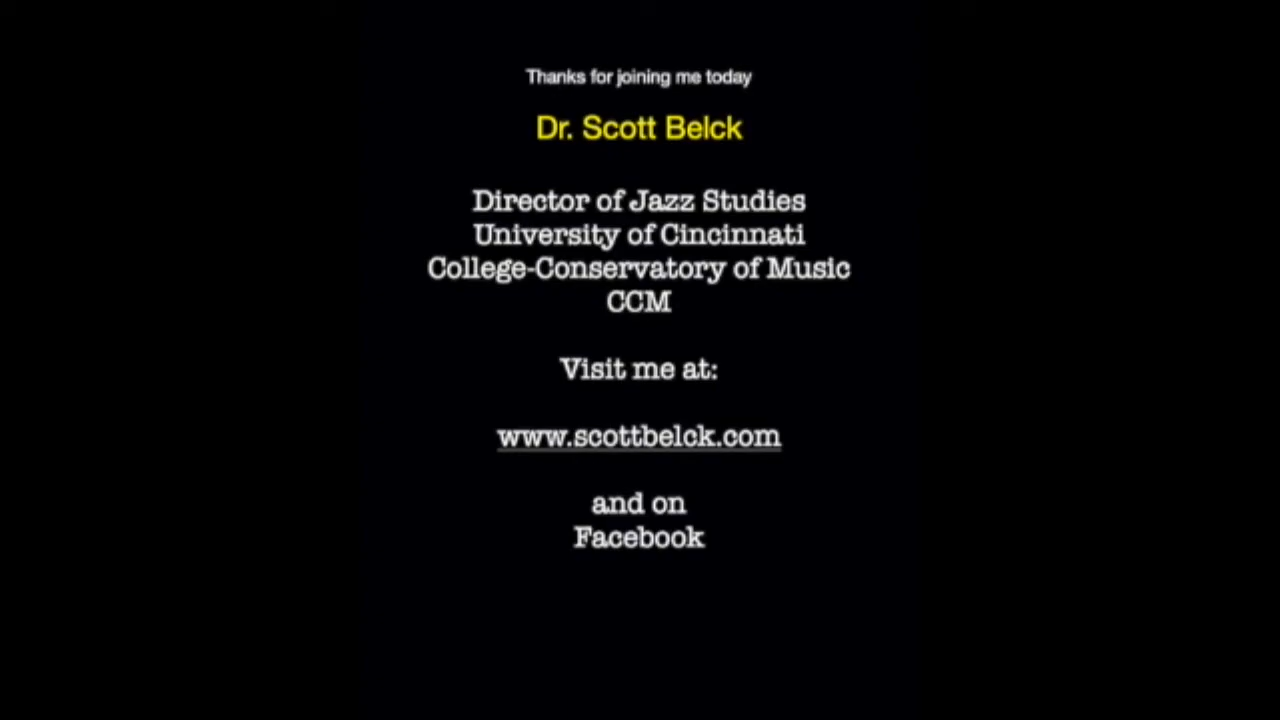 Thanks for joining me today
Dr. Scott Belck
Director of Jazz Studies
University of Cincinnati
College-Conservatory of Music
CCM
Visit me at:
www.scottbelck.com
and on
Facebook